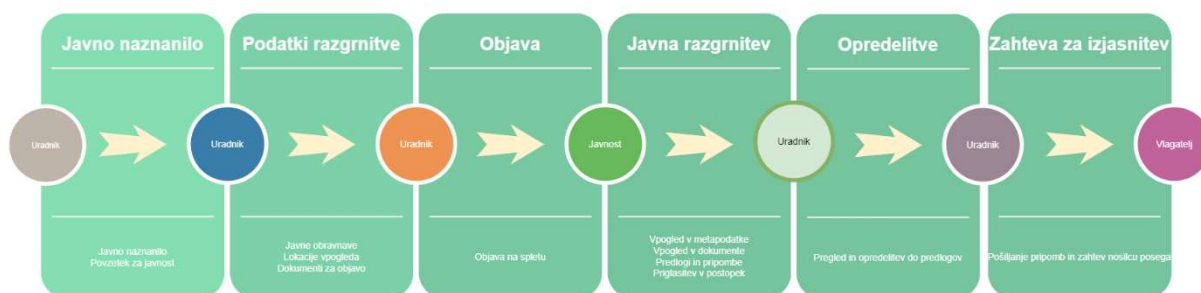 Javno naznanilo
Podatki razgrnitve
Objava
Javna razgrnitev
Opredelitve
Zahteva za izjasnitev
Uradnik
Uradnik
Uradnik
Javnost
Uradnik
Uradnik
Vlagatelj
Javno naznanilo
Povzetek za javnost
Javne obravnave
Lokacije vpogleda
Dokumenti za objavo
Objava na spletu
Vpogled v metapodatke
Vpogled v dokumente
Predlogi in pripombe
Priglasitev v postopek
Pregled in opredelitev do predlogov
Pošiljanje pripomb in zahtev nosilcu posega